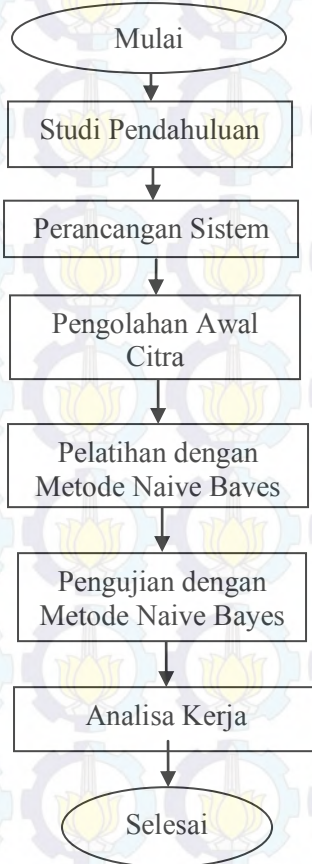 Mulai
Studi Pendahuluan
Perancangan Sistem
Pengolahan Awal
Citra
Pelatihan dengan
Metode Naive Baves
Pengujian dengan
Metode Naive Bayes
Analisa Kerja
Selesai